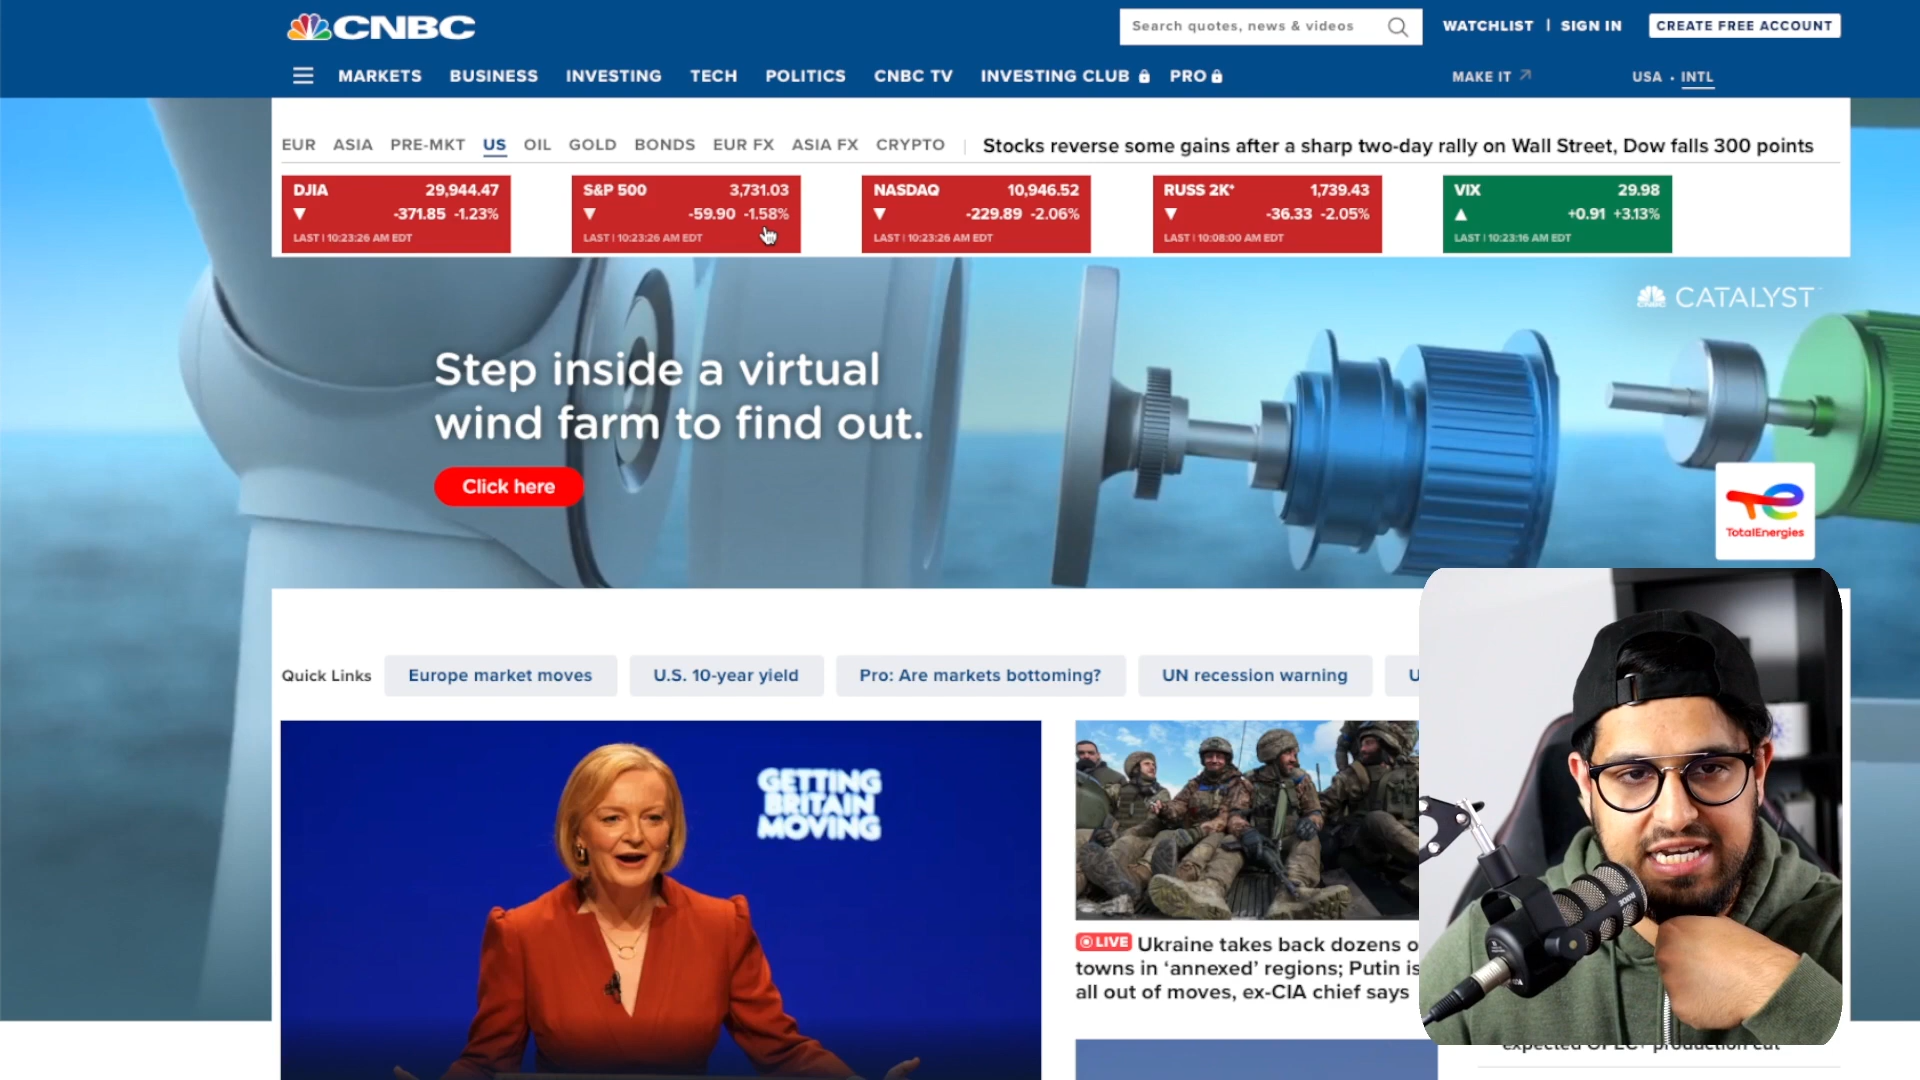 CNBC
Search quotes, news & videos
WATCHLIST | SIGN IN
CREATE FREE ACCOUNT
MARKETS BUSINESS INVESTING TECH POLITICS CNBC TV INVESTING CLUB PRO
MAKE IT
USA • INTL
EUR ASIA PRE-MKT US OIL GOLD BONDS EUR FX ASIA FX CRYPTO
Stocks reverse some gains after a sharp two-day rally on Wall Street, Dow falls 300 points
DJIA 29,944.47
-371.85 -1.23%
LAST | 10:23:26 AM EDT
S&P 500 3,731.03
-59.90 -1.58%
LAST | 10:23:26 AM EDT
NASDAQ 10,946.52
-229.89 -2.06%
LAST | 10:23:26 AM EDT
RUSS 2K* 1,739.43
-36.33 -2.05%
LAST | 10:08:00 AM EDT
VIX 29.98
+0.91 +3.13%
LAST | 10:23:16 AM EDT
CATALYST
Step inside a virtual
wind farm to find out.
Click here
TotalEnergies
Quick Links
Europe market moves
U.S. 10-year yield
Pro: Are markets bottoming?
UN recession warning
U
GETTING
BRITAIN
MOVING
LIVE Ukraine takes back dozens o
towns in ‘annexed’ regions; Putin is
all out of moves, ex-CIA chief says
expected OPEC+ production cut